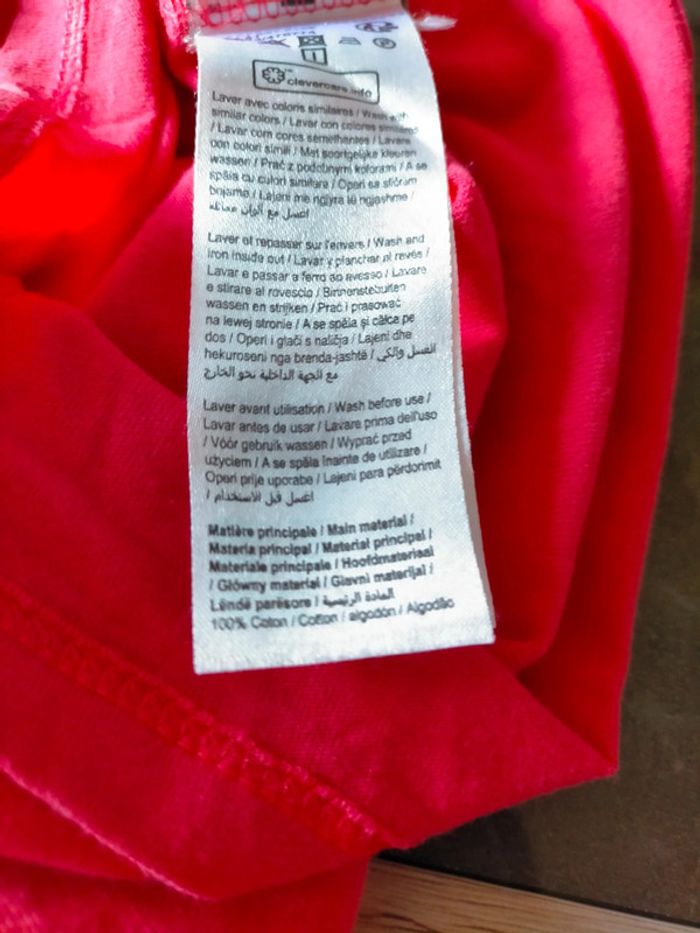 clevercare.info
Laver avec coloris similaires / Wash with
similar colors / Lavar con colores similares
/ Lavar com cores semelhantes / Lavare
con colori simili / Met soortgelijke kleuren
wassen / Prać z podobnymi kolorami / A se
spăla cu culori similare / Operi sa sličnim
bojama / Lajeni me ngjyra të ngjashme /
اغسل مع ألوان مماثلة
Laver et repasser sur l'envers / Wash and
iron inside out / Lavar y planchar al revés /
Lavar e passar a ferro ao avesso / Lavare
e stirare al rovescio / Binnenstebuiten
wassen en strijken / Prać i prasować
na lewej stronie / A se spăla și călca pe
dos / Operi i glači s naličja / Lajeni dhe
hekuroseni nga brenda-jashtë / الغسل والكي
مع الجهة الداخلية نحو الخارج
Laver avant utilisation / Wash before use /
Lavar antes de usar / Lavare prima dell'uso
/ Vóór gebruik wassen / Wyprać przed
użyciem / A se spăla înainte de utilizare /
Operi prije uporabe / Lajeni para përdorimit
/ اغسل قبل الاستخدام
Matière principale / Main material /
Materia principal / Material principal /
Materiale principale / Hoofdmateriaal
/ Główny material / Glavni materijal /
Lëndë parësore / المادة الرئيسية
100% Coton / Cotton / algodón / Algodão